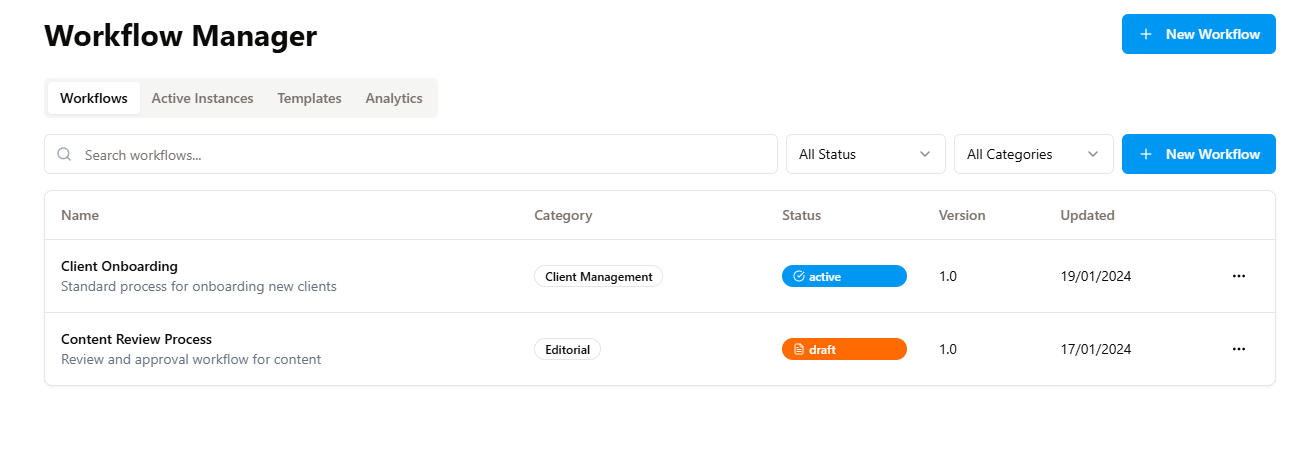 Workflow Manager
New Workflow
Workflows Active Instances Templates Analytics
Search workflows... All Status All Categories New Workflow
Name Category Status Version Updated
Client Onboarding
Standard process for onboarding new clients
Client Management active 1.0 19/01/2024
Content Review Process
Review and approval workflow for content
Editorial draft 1.0 17/01/2024